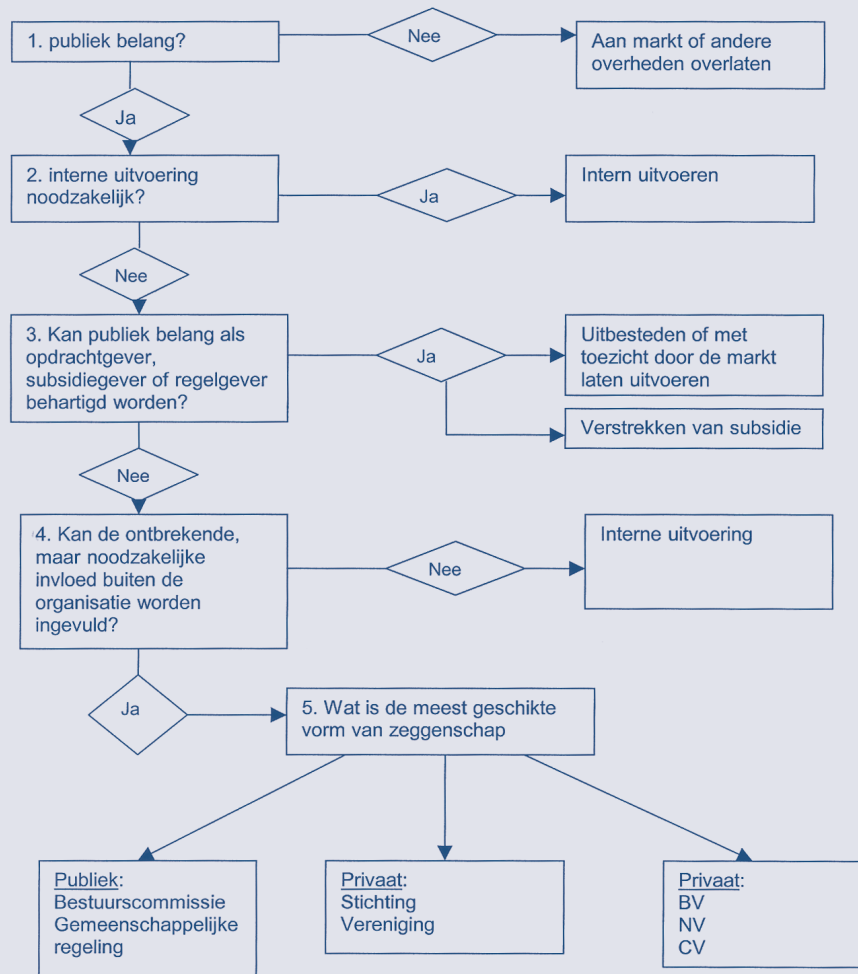 1. publiek belang?
Nee
Aan markt of andere
overheden overlaten
Ja
2. interne uitvoering
noodzakelijk?
Ja
Intern uitvoeren
Nee
3. Kan publiek belang als
opdrachtgever,
subsidiegever of regelgever
behartigd worden?
Ja
Uitbesteden of met
toezicht door de markt
laten uitvoeren
Verstrekken van subsidie
Nee
4. Kan de ontbrekende,
maar noodzakelijke
invloed buiten de
organisatie worden
ingevuld?
Nee
Interne uitvoering
Ja
5. Wat is de meest geschikte
vorm van zeggenschap
Publiek:
Bestuurscommissie
Gemeenschappelijke
regeling
Privaat:
Stichting
Vereniging
Privaat:
BV
NV
CV